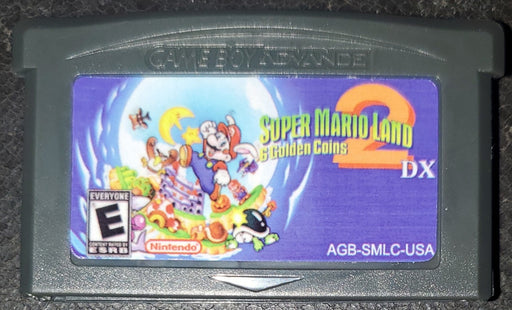 GAME BOY ADVANCE
SUPER MARIO LAND 2
6 Golden Coins
DX
EVERYONE
E
CONTENT RATED BY
ESRB
Nintendo
AGB-SMLC-USA